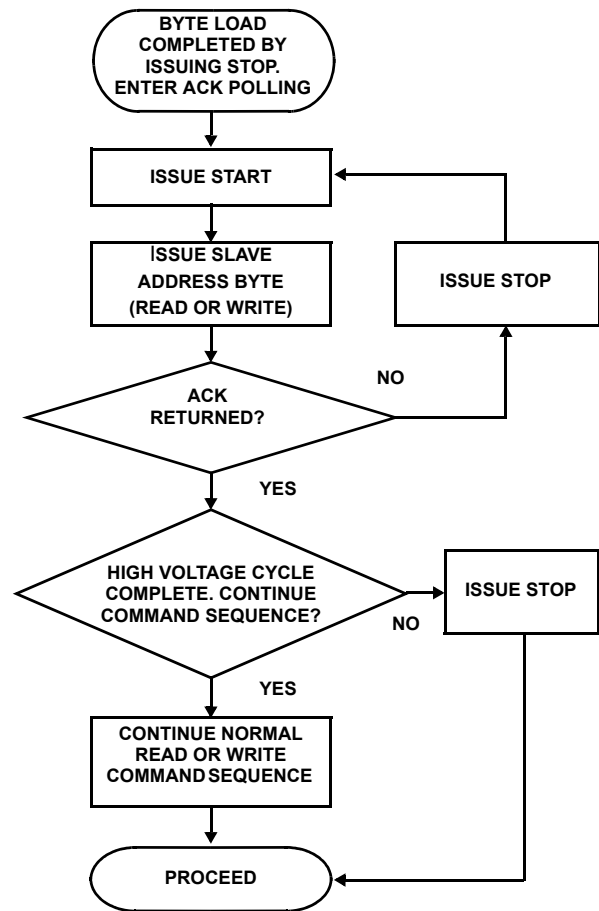 BYTE LOAD
COMPLETED BY
ISSUING STOP.
ENTER ACK POLLING
ISSUE START
ISSUE SLAVE
ADDRESS BYTE
(READ OR WRITE)
ISSUE STOP
ACK
RETURNED?
NO
YES
HIGH VOLTAGE CYCLE
COMPLETE. CONTINUE
COMMAND SEQUENCE?
ISSUE STOP
NO
YES
CONTINUE NORMAL
READ OR WRITE
COMMAND SEQUENCE
PROCEED